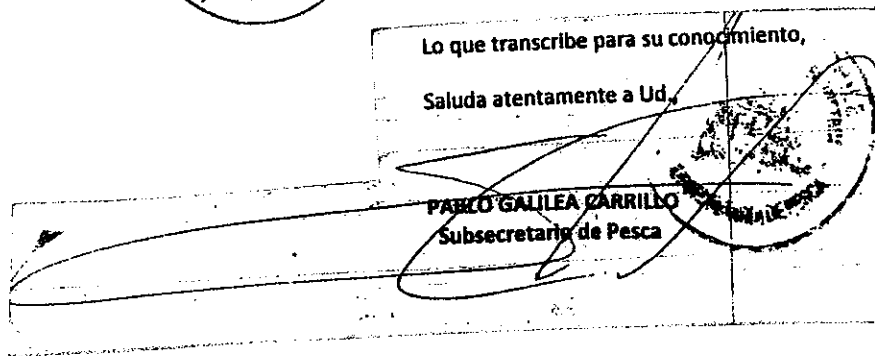 Lo que transcribe para su conocimiento,
Saluda atentamente a Ud.,
PABLO GALILEA CARRILLO
Subsecretario de Pesca